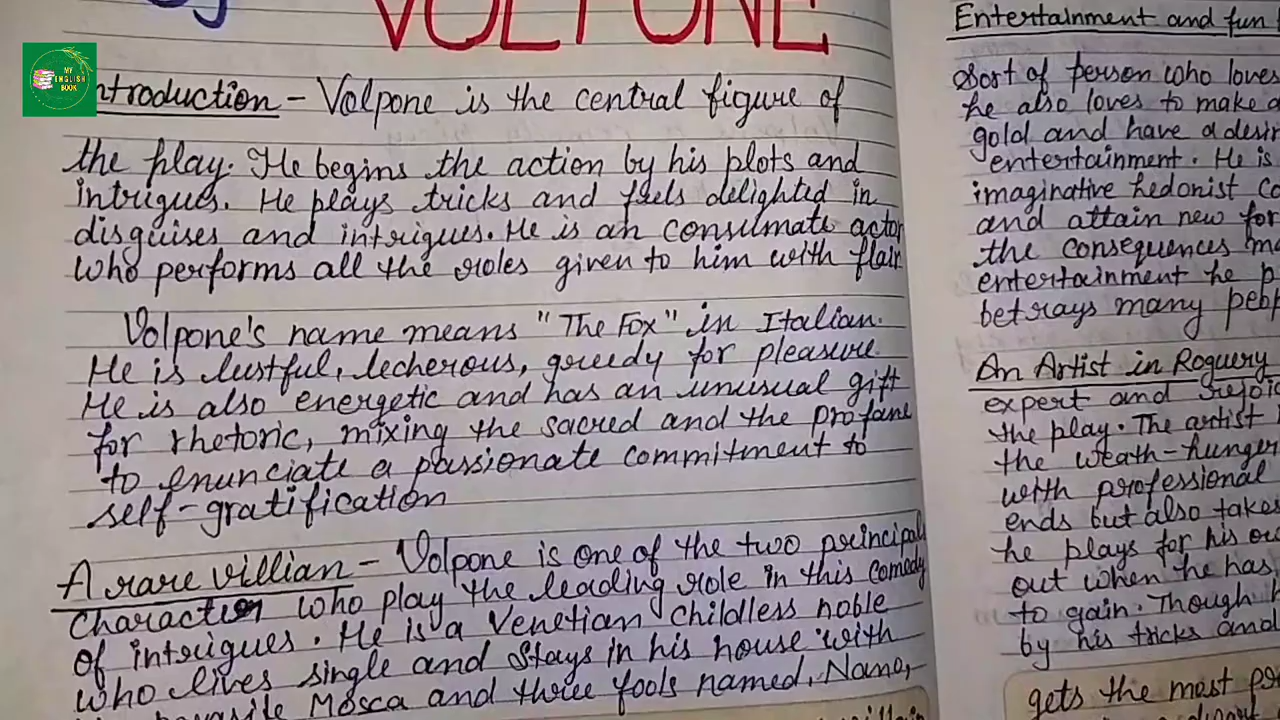 of
VOLPONE
MY
ENGLISH
BOOK
ntroduction - Volpone is the central figure of
the play. He begins the action by his plots and
intrigues. He plays tricks and feels delighted in
disguises and intrigues. He is an consumate actor
who performs all the roles given to him with flair
Volpone's name means "The Fox" in Italian.
He is lustful, lecherous, greedy for pleasure.
He is also energetic and has an unusual gift
for rhetoric, mixing the sacred and the profane
to enunciate a passionate commitment to
self-gratification
A rare villian - Volpone is one of the two principal
Character who play the leading role in this comedy
of intrigues. He is a Venetian childless noble
who lives single and stays in his house with
Mosca and three fools named, Nano,
Entertainment and fun
Sort of person who loves
he also loves to make
gold and have a desir
entertainment. He is
imaginative hedonist
and attain new for
the consequences
entertainment he
betrays many
An Artist in Roguery
expert and rejoi
the play. The artist
the weath-hunger
with professional
ends but also takes
he plays for his
out when he has,
to gain. Though
by his tricks and
gets the most